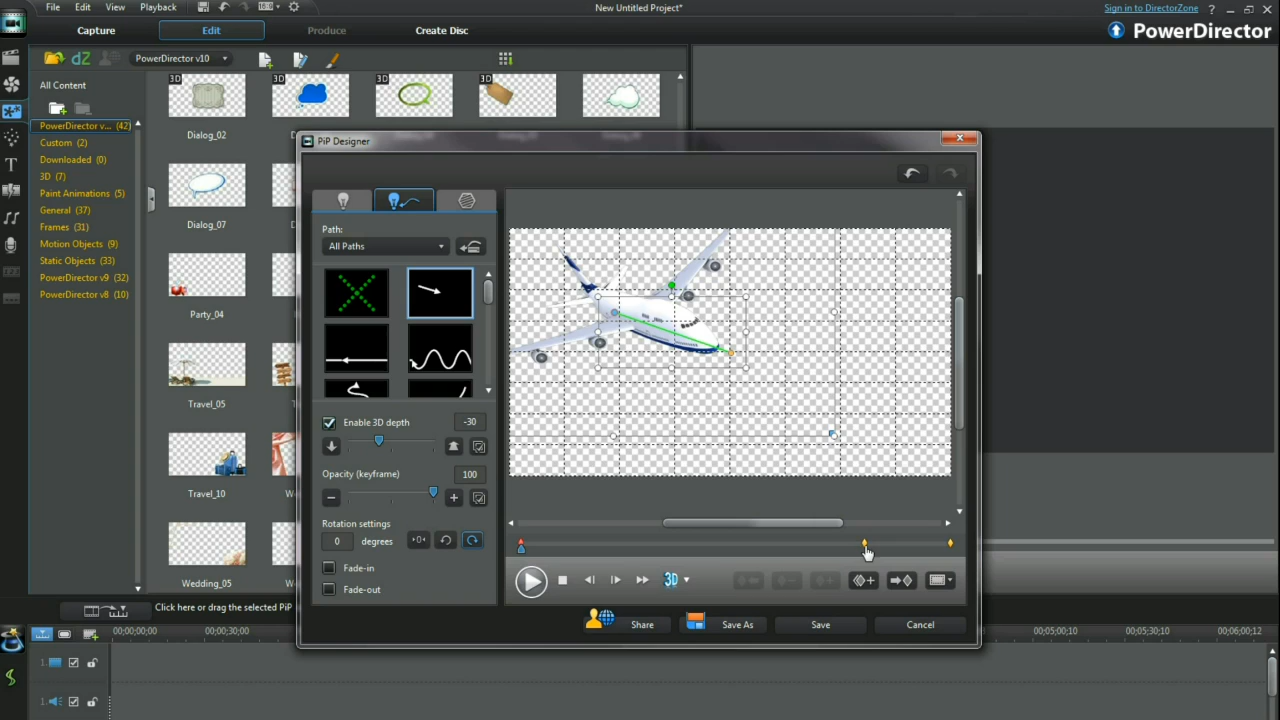 File Edit View Playback
New Untitled Project*
Sign in to DirectorZone ?
Capture Edit Produce Create Disc
PowerDirector
PowerDirector v10
All Content
PowerDirector v... (42)
Custom (2)
Downloaded (0)
3D (7)
Paint Animations (5)
General (37)
Frames (31)
Motion Objects (9)
Static Objects (33)
PowerDirector v9 (32)
PowerDirector v8 (10)
3D 3D 3D 3D
Dialog_02
Dialog_07
Party_04
Travel_05
Travel_10
Wedding_05
PiP Designer
Path:
All Paths
Enable 3D depth -30
Opacity (keyframe) 100
Rotation settings
0 degrees
Fade-in
Fade-out
3D
Share Save As Save Cancel
Click here or drag the selected PiP
00;00;00;00 00;00;30;00 00;05;00;10 00;05;30;10 00;06;00;12
1.
1.